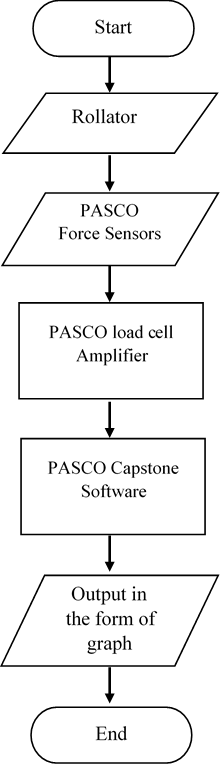 Start
Rollator
PASCO
Force Sensors
PASCO load cell
Amplifier
PASCO Capstone
Software
Output in
the form of
graph
End